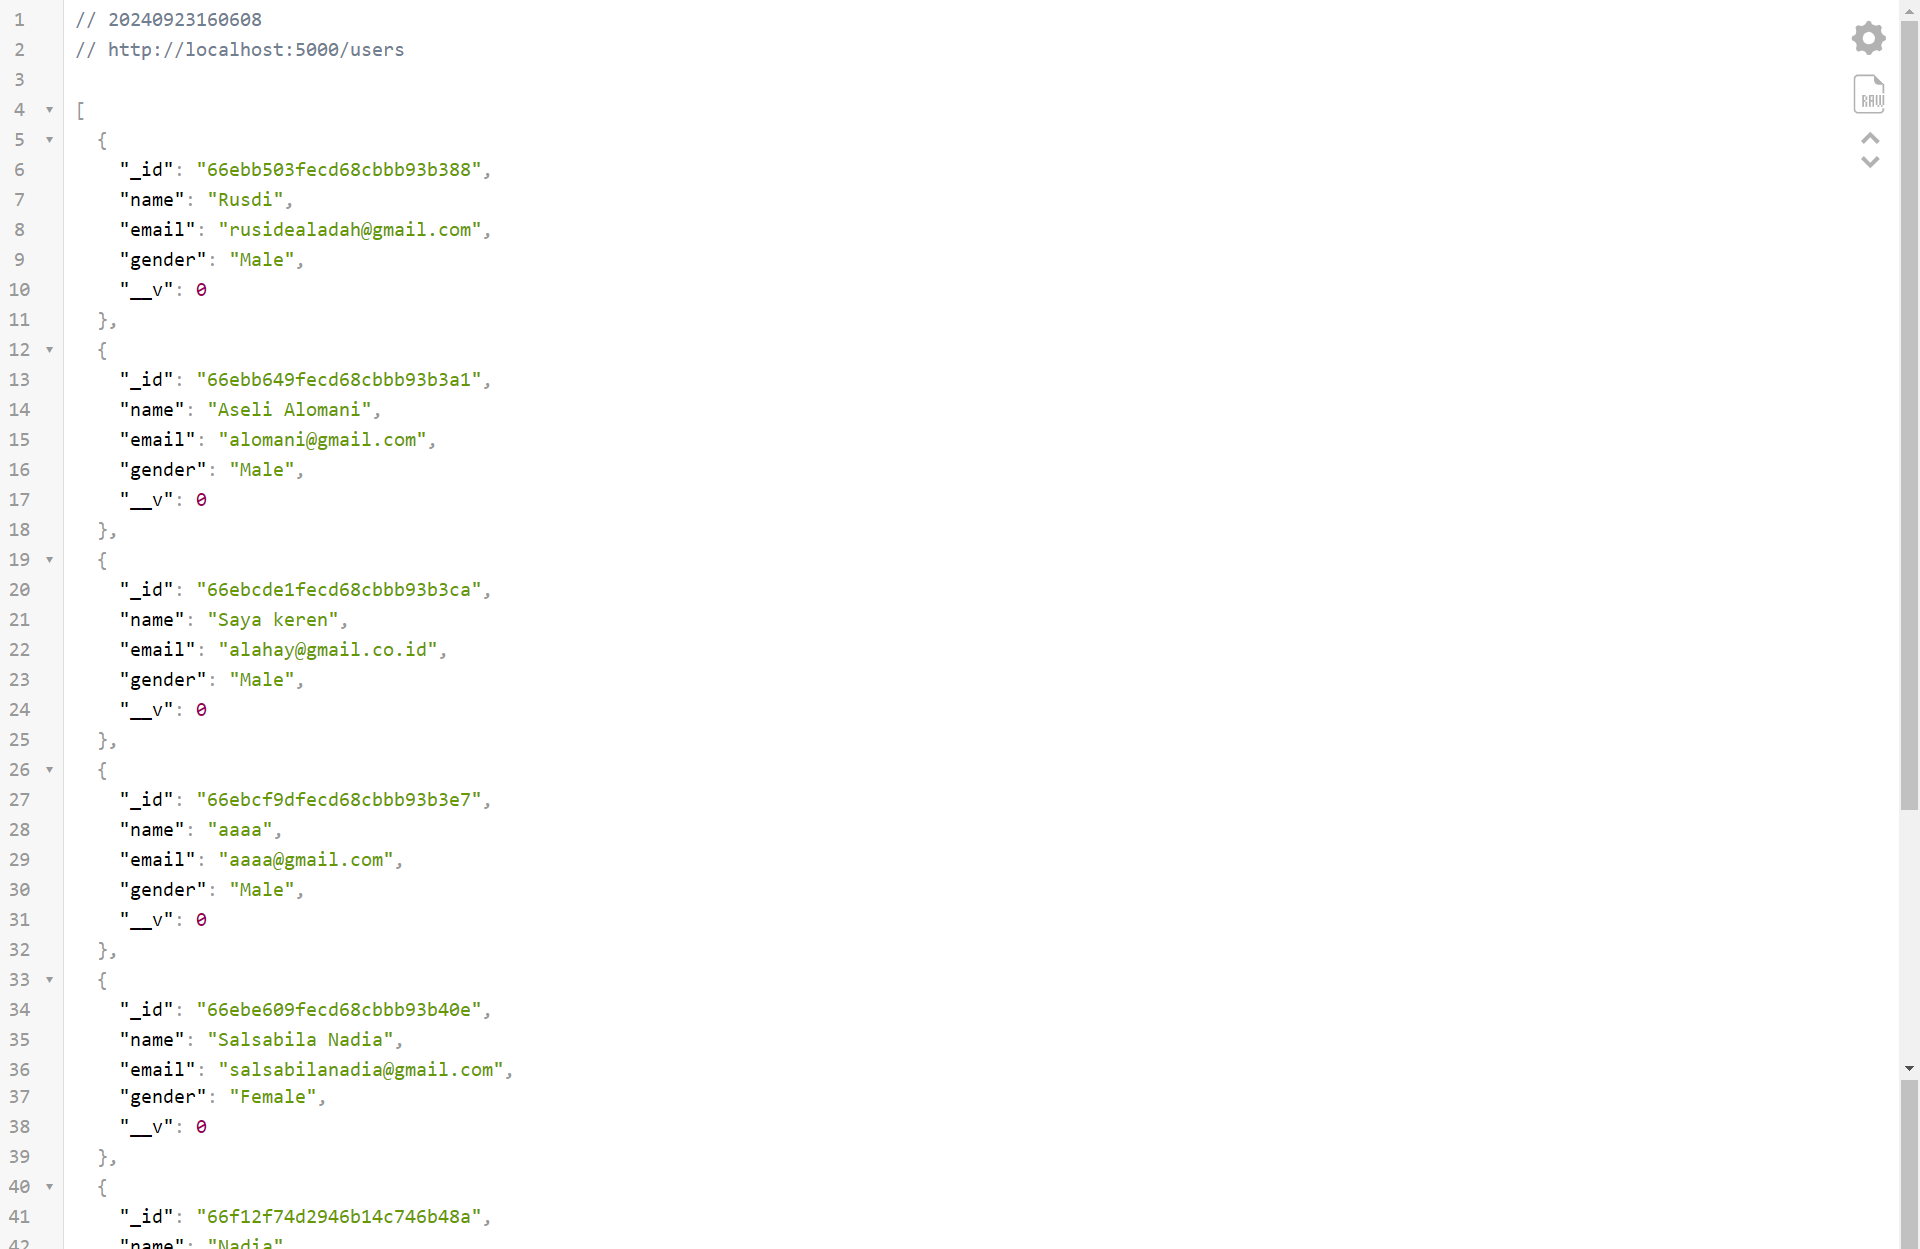 1 // 20240923160608
2 // http://localhost:5000/users
3
4 [
5 {
6 "_id": "66ebb503fecd68cbbb93b388",
7 "name": "Rusdi",
8 "email": "rusidealadah@gmail.com",
9 "gender": "Male",
10 "__v": 0
11 },
12 {
13 "_id": "66ebb649fecd68cbbb93b3a1",
14 "name": "Aseli Alomani",
15 "email": "alomani@gmail.com",
16 "gender": "Male",
17 "__v": 0
18 },
19 {
20 "_id": "66ebcde1fecd68cbbb93b3ca",
21 "name": "Saya keren",
22 "email": "alahay@gmail.co.id",
23 "gender": "Male",
24 "__v": 0
25 },
26 {
27 "_id": "66ebcf9dfecd68cbbb93b3e7",
28 "name": "aaaa",
29 "email": "aaaa@gmail.com",
30 "gender": "Male",
31 "__v": 0
32 },
33 {
34 "_id": "66ebe609fecd68cbbb93b40e",
35 "name": "Salsabila Nadia",
36 "email": "salsabilanadia@gmail.com",
37 "gender": "Female",
38 "__v": 0
39 },
40 {
41 "_id": "66f12f74d2946b14c746b48a",
42 "name": "Nadia"
RAW